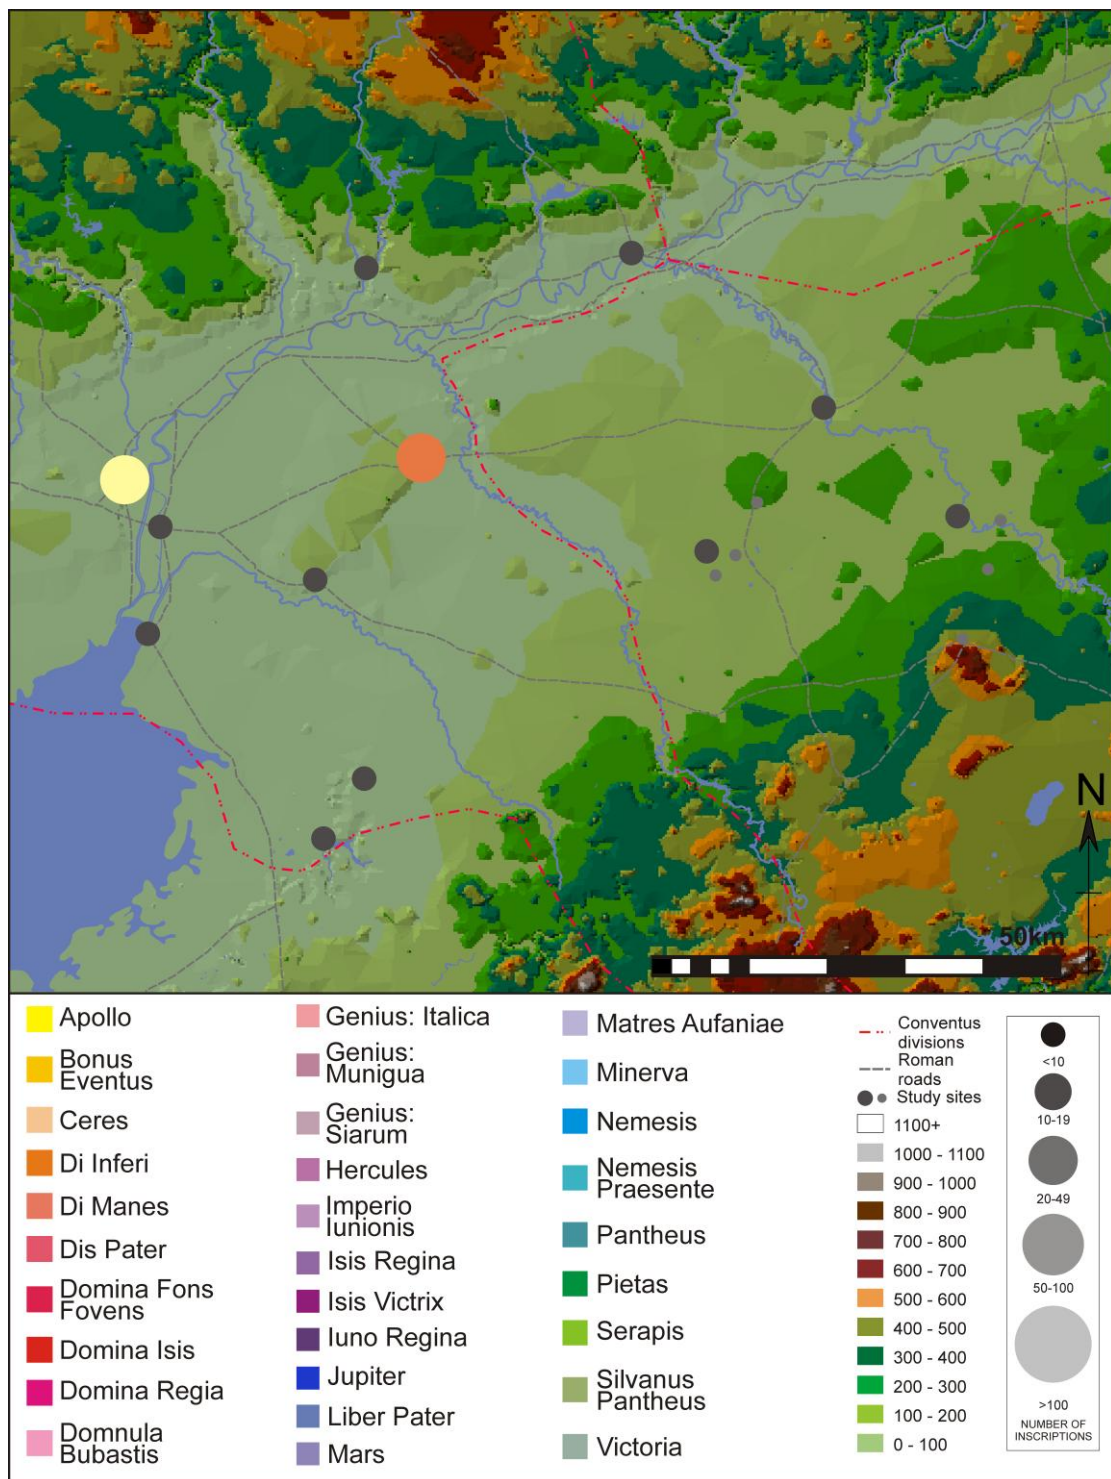 N
50km
Apollo
Bonus
Eventus
Ceres
Di Inferi
Di Manes
Dis Pater
Domina Fons
Fovens
Domina Isis
Domina Regia
Domnula
Bubastis
Genius: Italica
Genius:
Munigua
Genius:
Siarum
Hercules
Imperio
Iunionis
Isis Regina
Isis Victrix
Iuno Regina
Jupiter
Liber Pater
Mars
Matres Aufaniae
Minerva
Nemesis
Nemesis
Praesente
Pantheus
Pietas
Serapis
Silvanus
Pantheus
Victoria
Conventus
divisions
Roman
roads
Study sites
1100+
1000 - 1100
900 - 1000
800 - 900
700 - 800
600 - 700
500 - 600
400 - 500
300 - 400
200 - 300
100 - 200
0 - 100
<10
10-19
20-49
50-100
>100
NUMBER OF
INSCRIPTIONS